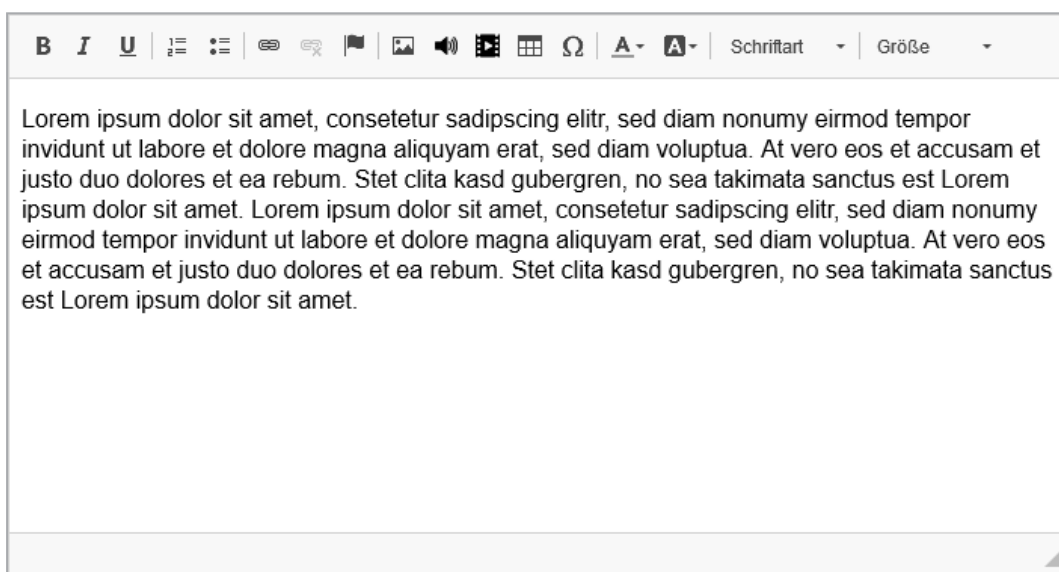 B I U Ω A A Schriftart Größe
Lorem ipsum dolor sit amet, consetetur sadipscing elitr, sed diam nonumy eirmod tempor
invidunt ut labore et dolore magna aliquyam erat, sed diam voluptua. At vero eos et accusam et
justo duo dolores et ea rebum. Stet clita kasd gubergren, no sea takimata sanctus est Lorem
ipsum dolor sit amet. Lorem ipsum dolor sit amet, consetetur sadipscing elitr, sed diam nonumy
eirmod tempor invidunt ut labore et dolore magna aliquyam erat, sed diam voluptua. At vero eos
et accusam et justo duo dolores et ea rebum. Stet clita kasd gubergren, no sea takimata sanctus
est Lorem ipsum dolor sit amet.